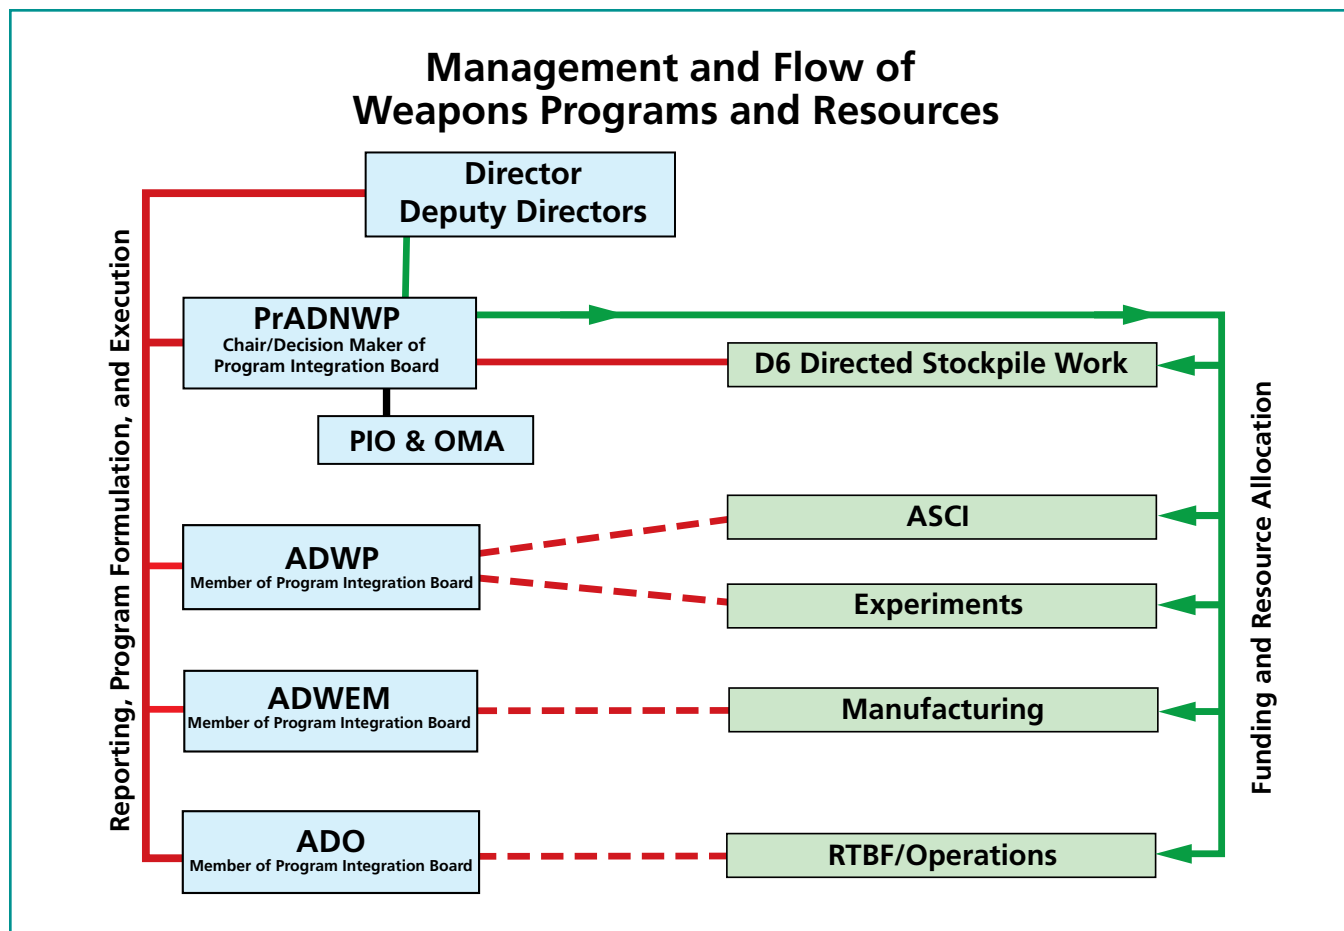 Management and Flow of
Weapons Programs and Resources
Director
Deputy Directors
Reporting, Program Formulation, and Execution
PrADNWP
Chair/Decision Maker of
Program Integration Board
D6 Directed Stockpile Work
PIO & OMA
ADWP
Member of Program Integration Board
ASCI
Experiments
ADWEM
Member of Program Integration Board
Manufacturing
ADO
Member of Program Integration Board
RTBF/Operations
Funding and Resource Allocation